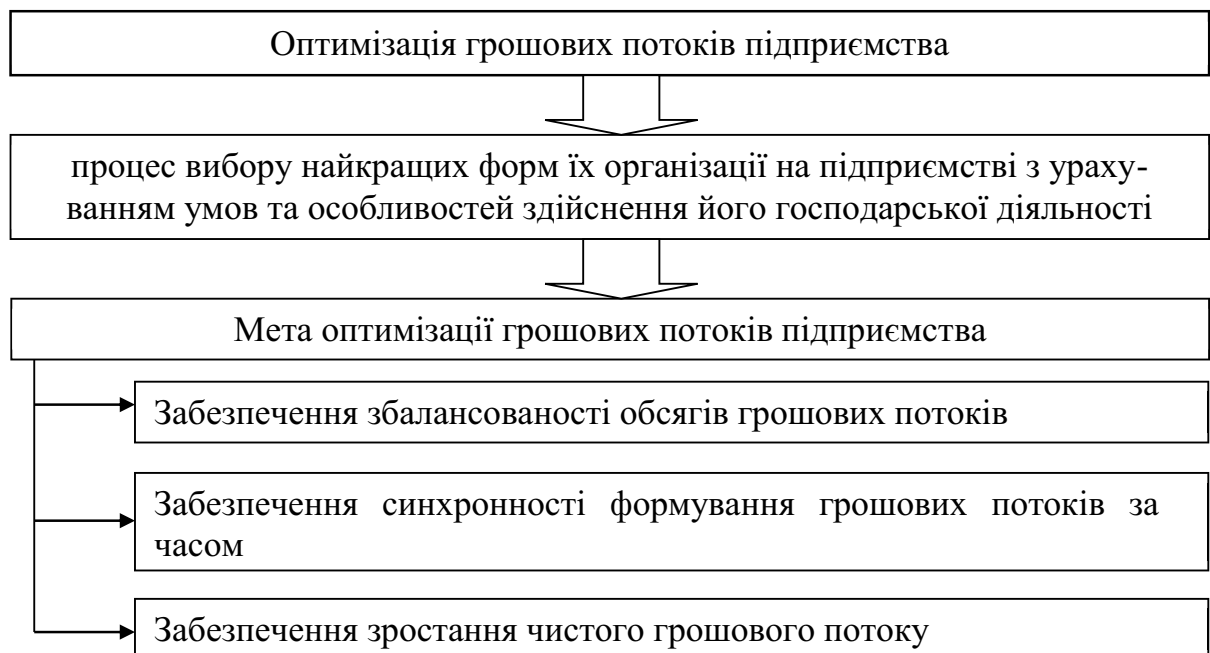 Оптимізація грошових потоків підприємства
процес вибору найкращих форм їх організації на підприємстві з ураху-
ванням умов та особливостей здійснення його господарської діяльності
Мета оптимізації грошових потоків підприємства
Забезпечення збалансованості обсягів грошових потоків
Забезпечення синхронності формування грошових потоків за
часом
Забезпечення зростання чистого грошового потоку